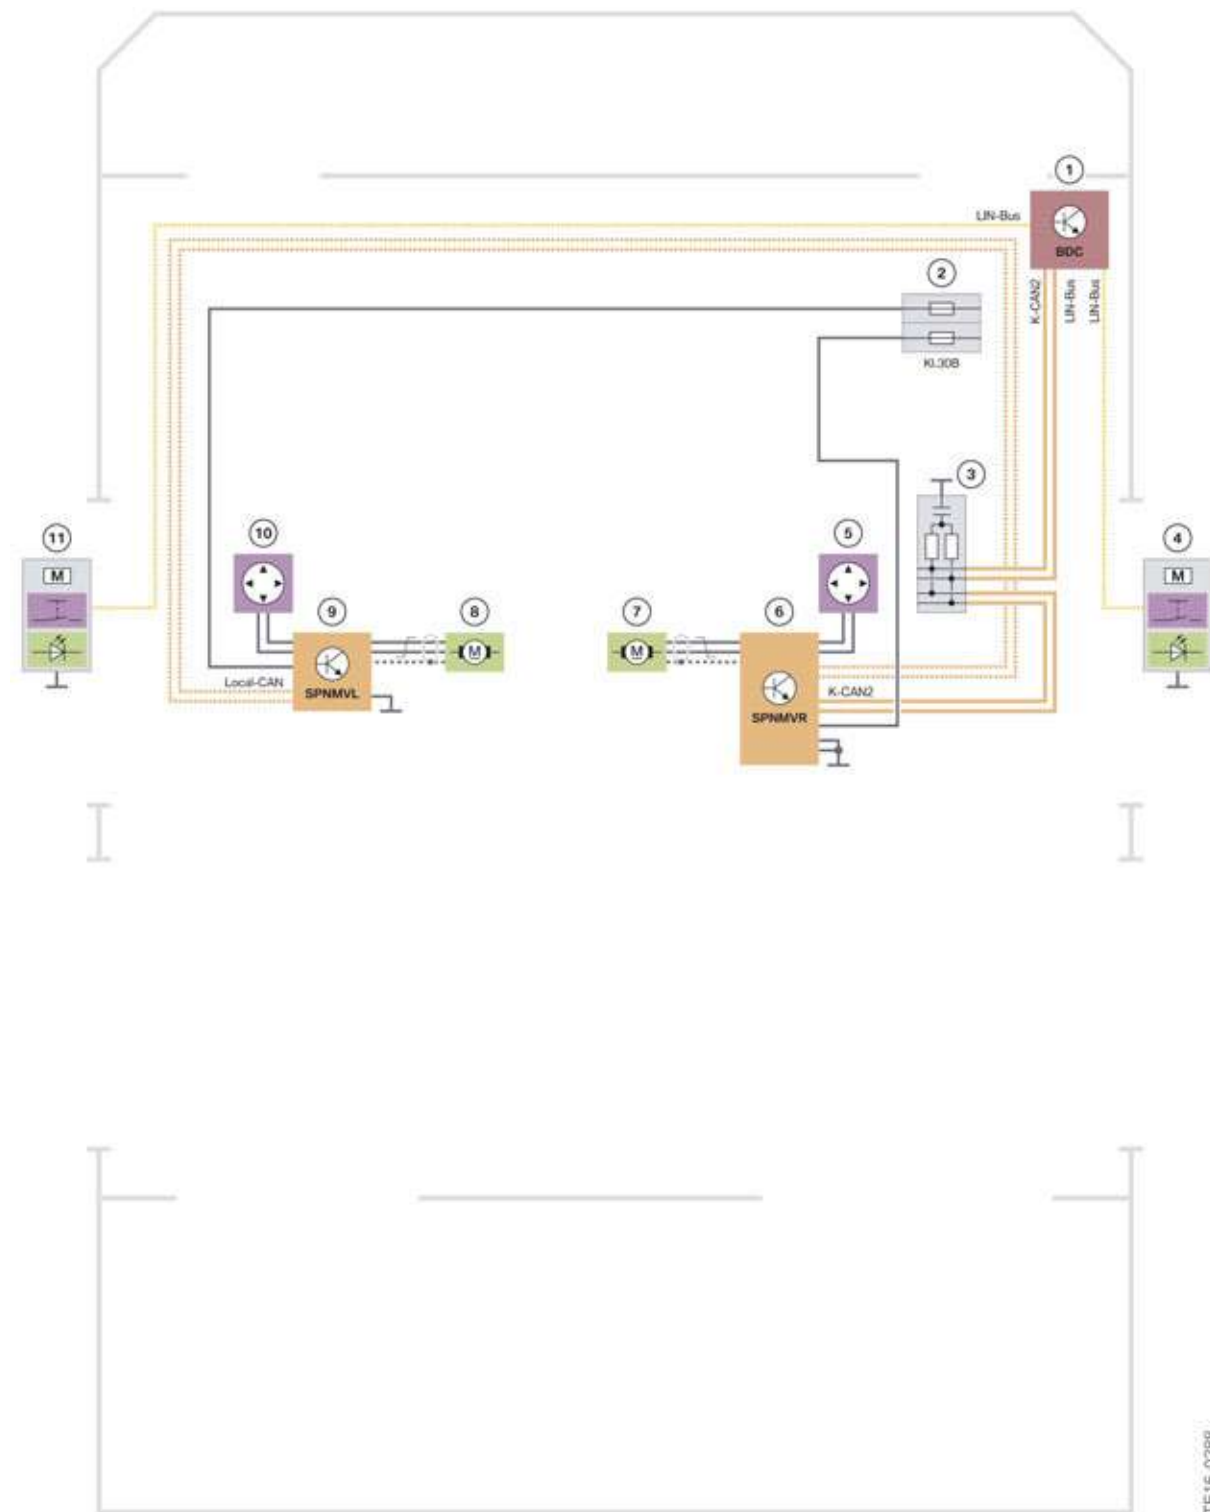 1
LIN-Bus
BDC
2
K-CAN2
LIN-Bus
LIN-Bus
Kl.30B
3
11
10
5
4
M
M
9
8
7
6
M
M
Local-CAN
SPNMVL
K-CAN2
SPNMVR